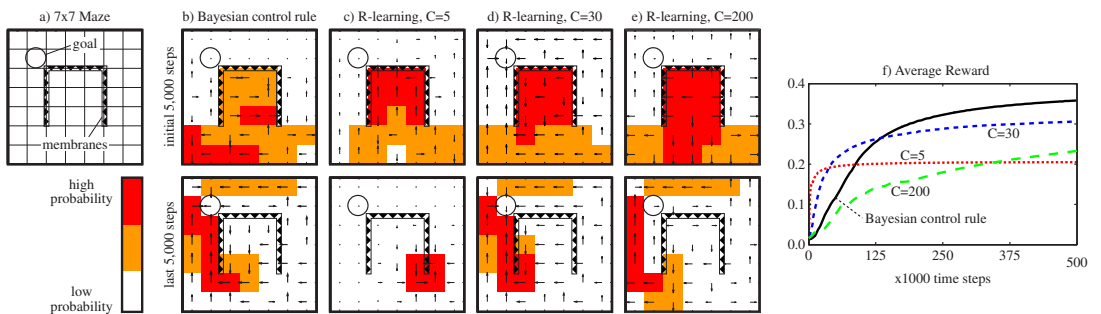 a) 7x7 Maze
goal
membranes
high
probability
low
probability
b) Bayesian control rule
c) R-learning, C=5
d) R-learning, C=30
e) R-learning, C=200
initial 5,000 steps
last 5,000 steps
f) Average Reward
0.4
0.3
0.2
0.1
0.0
C=30
C=5
C=200
Bayesian control rule
0
125
250
375
500
x1000 time steps